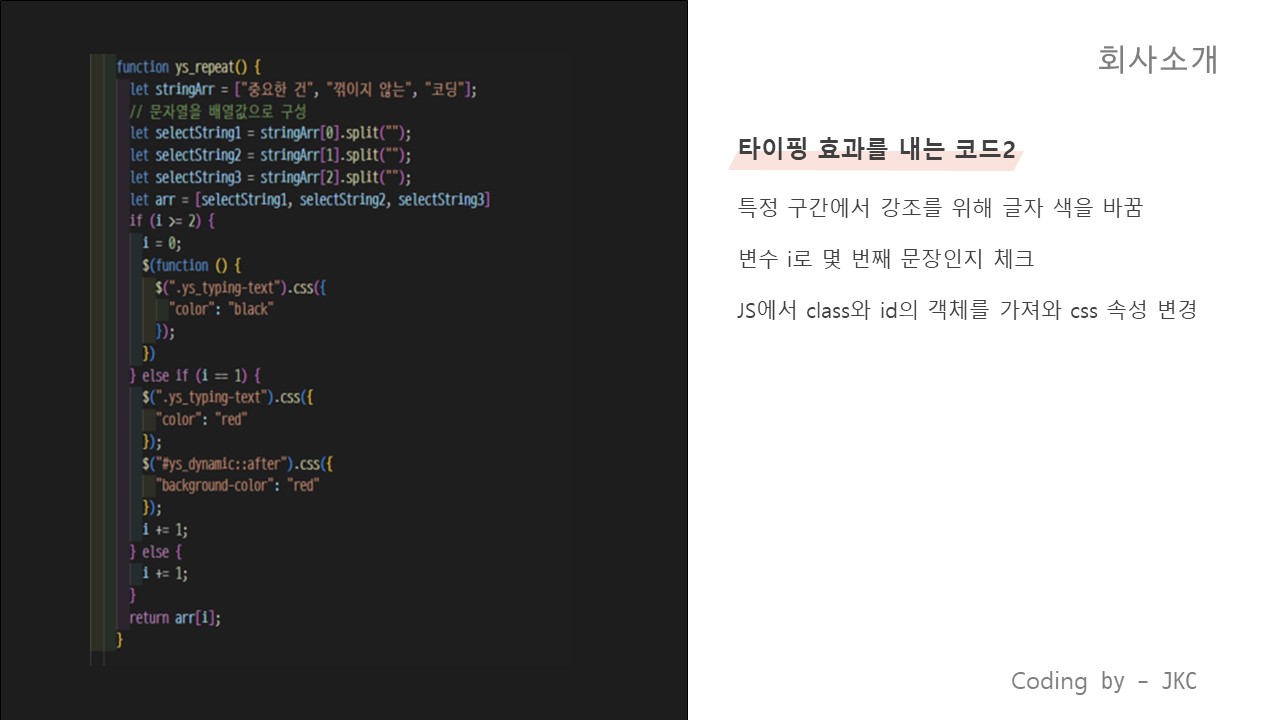 function ys_repeat() {
let stringArr = ["중요한 건", "꺾이지 않는", "코딩"];
// 문자열을 배열값으로 구성
let selectString1 = stringArr[0].split("");
let selectString2 = stringArr[1].split("");
let selectString3 = stringArr[2].split("");
let arr = [selectString1, selectString2, selectString3]
if (i >= 2) {
i = 0;
$(function () {
$(".ys_typing-text").css({
"color": "black"
});
})
} else if (i == 1) {
$(".ys_typing-text").css({
"color": "red"
});
$("#ys_dynamic::after").css({
"background-color": "red"
});
i += 1;
} else {
i += 1;
}
return arr[i];
}
회사소개
타이핑 효과를 내는 코드2
특정 구간에서 강조를 위해 글자 색을 바꿈
변수 i로 몇 번째 문장인지 체크
JS에서 class와 id의 객체를 가져와 css 속성 변경
Coding by - JKC